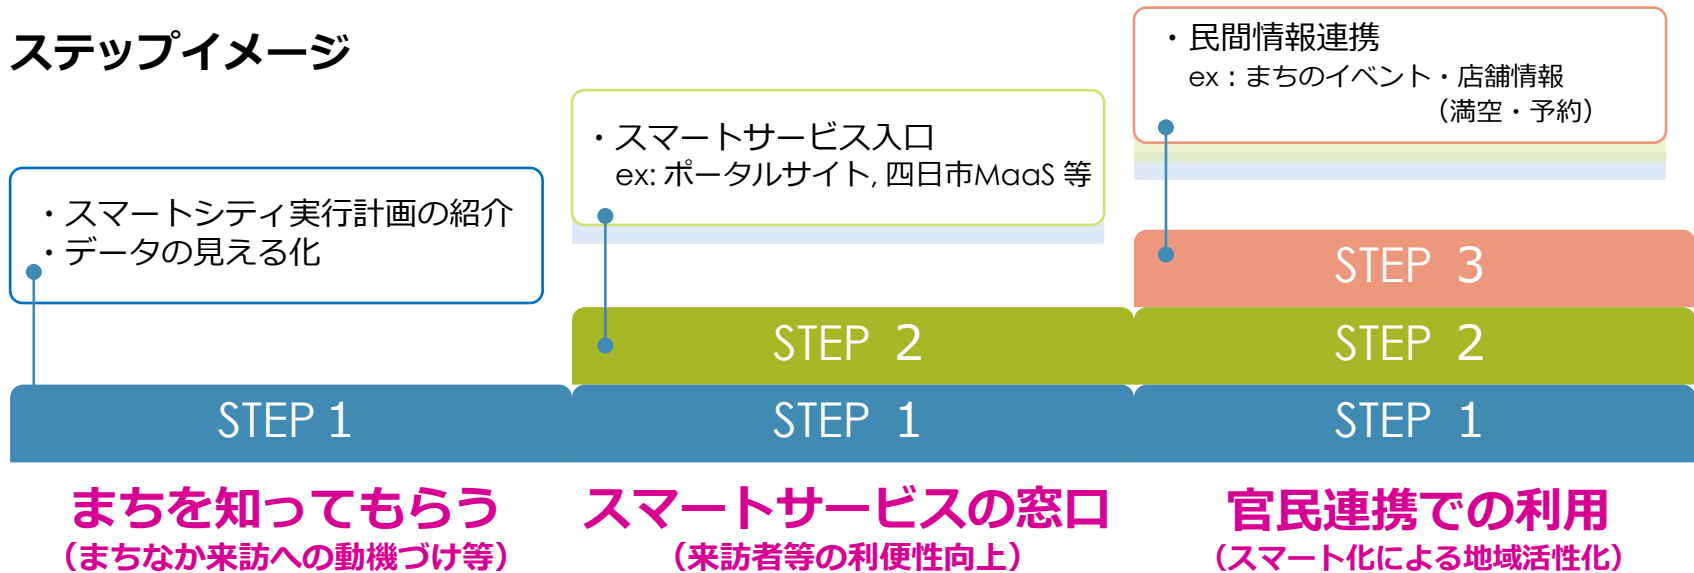 ステップイメージ
・スマートシティ実行計画の紹介
・データの見える化
STEP 1
まちを知ってもらう
（まちなか来訪への動機づけ等）
・スマートサービス入口
ex: ポータルサイト, 四日市MaaS 等
STEP 2
STEP 1
スマートサービスの窓口
（来訪者等の利便性向上）
・民間情報連携
ex：まちのイベント・店舗情報
（満空・予約）
STEP 3
STEP 2
STEP 1
官民連携での利用
（スマート化による地域活性化）